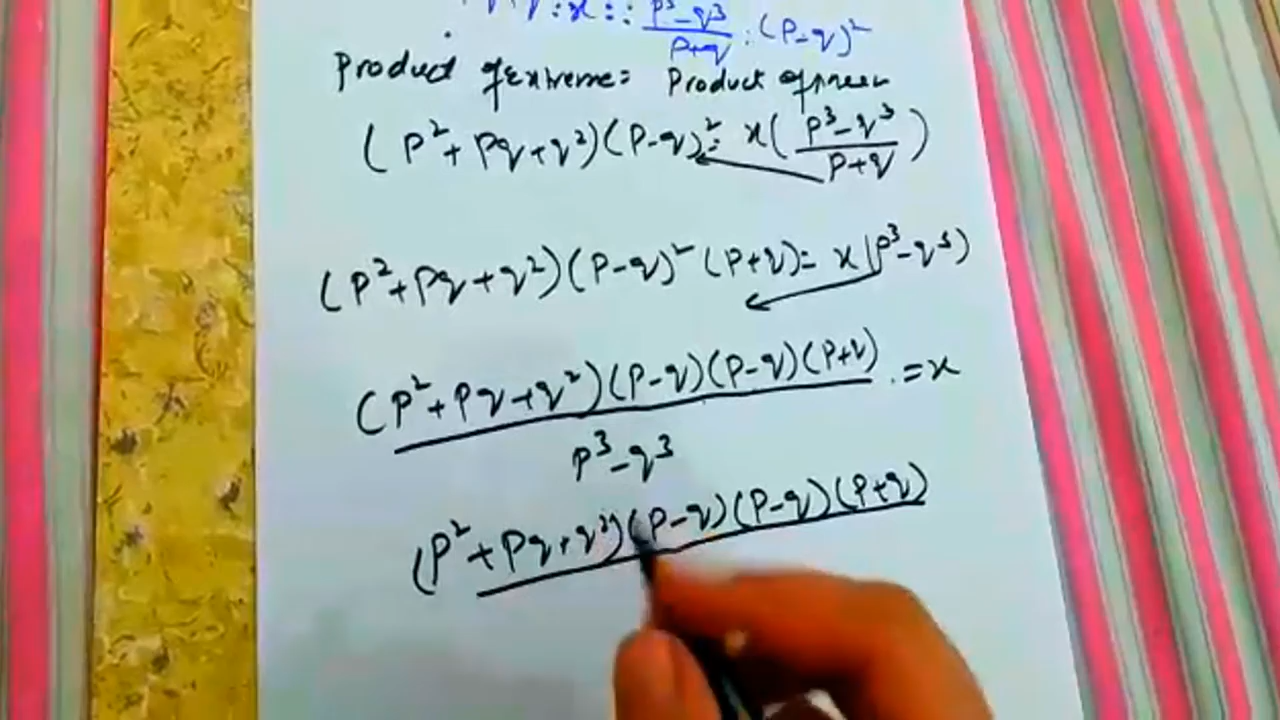 : x :: p³-q³/p+q : (p-q)²
Product of Extreme = Product of mean
(p² + pq + q²)(p-q)² = x(p³-q³/p+q)
(p²+pq+q²)(p-q)² (p+q) = x(p³-q³)
(p²+pq+q²)(p-q)(p-q)(p+q) = x
p³-q³
(p²+pq+q²)(p-q)(p-q)(p+q)